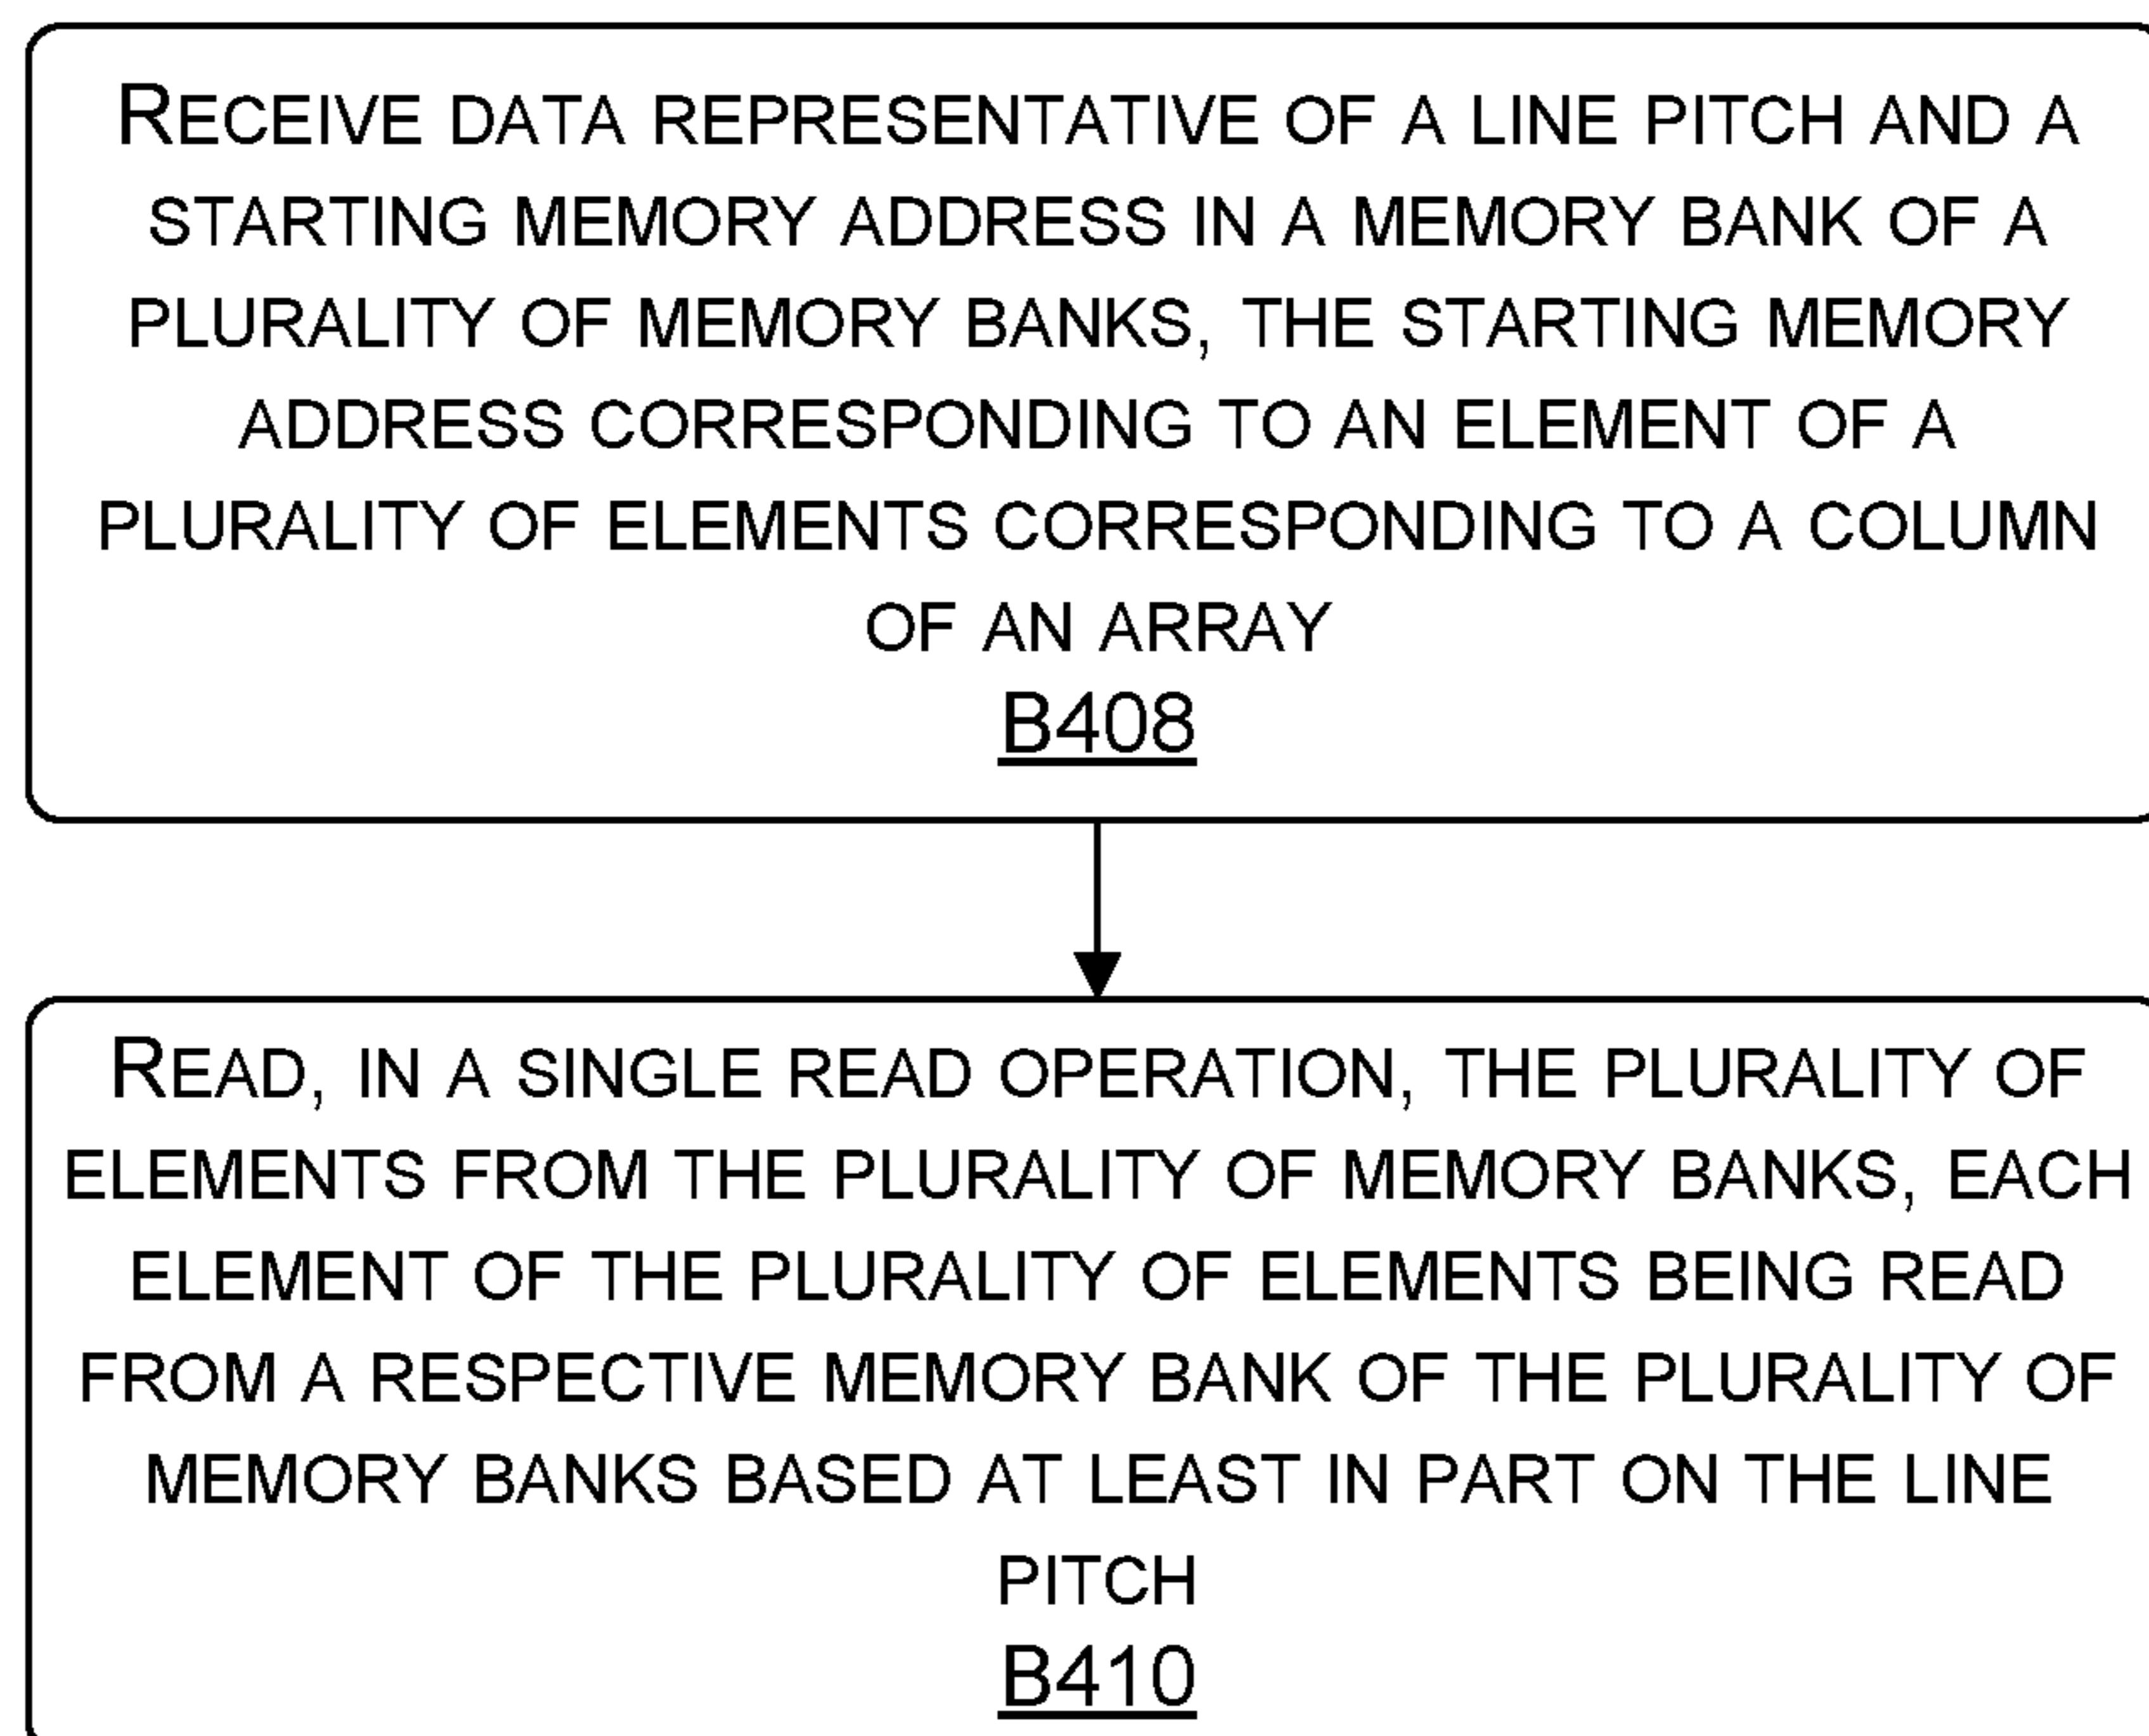 RECEIVE DATA REPRESENTATIVE OF A LINE PITCH AND A
STARTING MEMORY ADDRESS IN A MEMORY BANK OF A
PLURALITY OF MEMORY BANKS, THE STARTING MEMORY
ADDRESS CORRESPONDING TO AN ELEMENT OF A
PLURALITY OF ELEMENTS CORRESPONDING TO A COLUMN
OF AN ARRAY
B408
READ, IN A SINGLE READ OPERATION, THE PLURALITY OF
ELEMENTS FROM THE PLURALITY OF MEMORY BANKS, EACH
ELEMENT OF THE PLURALITY OF ELEMENTS BEING READ
FROM A RESPECTIVE MEMORY BANK OF THE PLURALITY OF
MEMORY BANKS BASED AT LEAST IN PART ON THE LINE
PITCH
B410